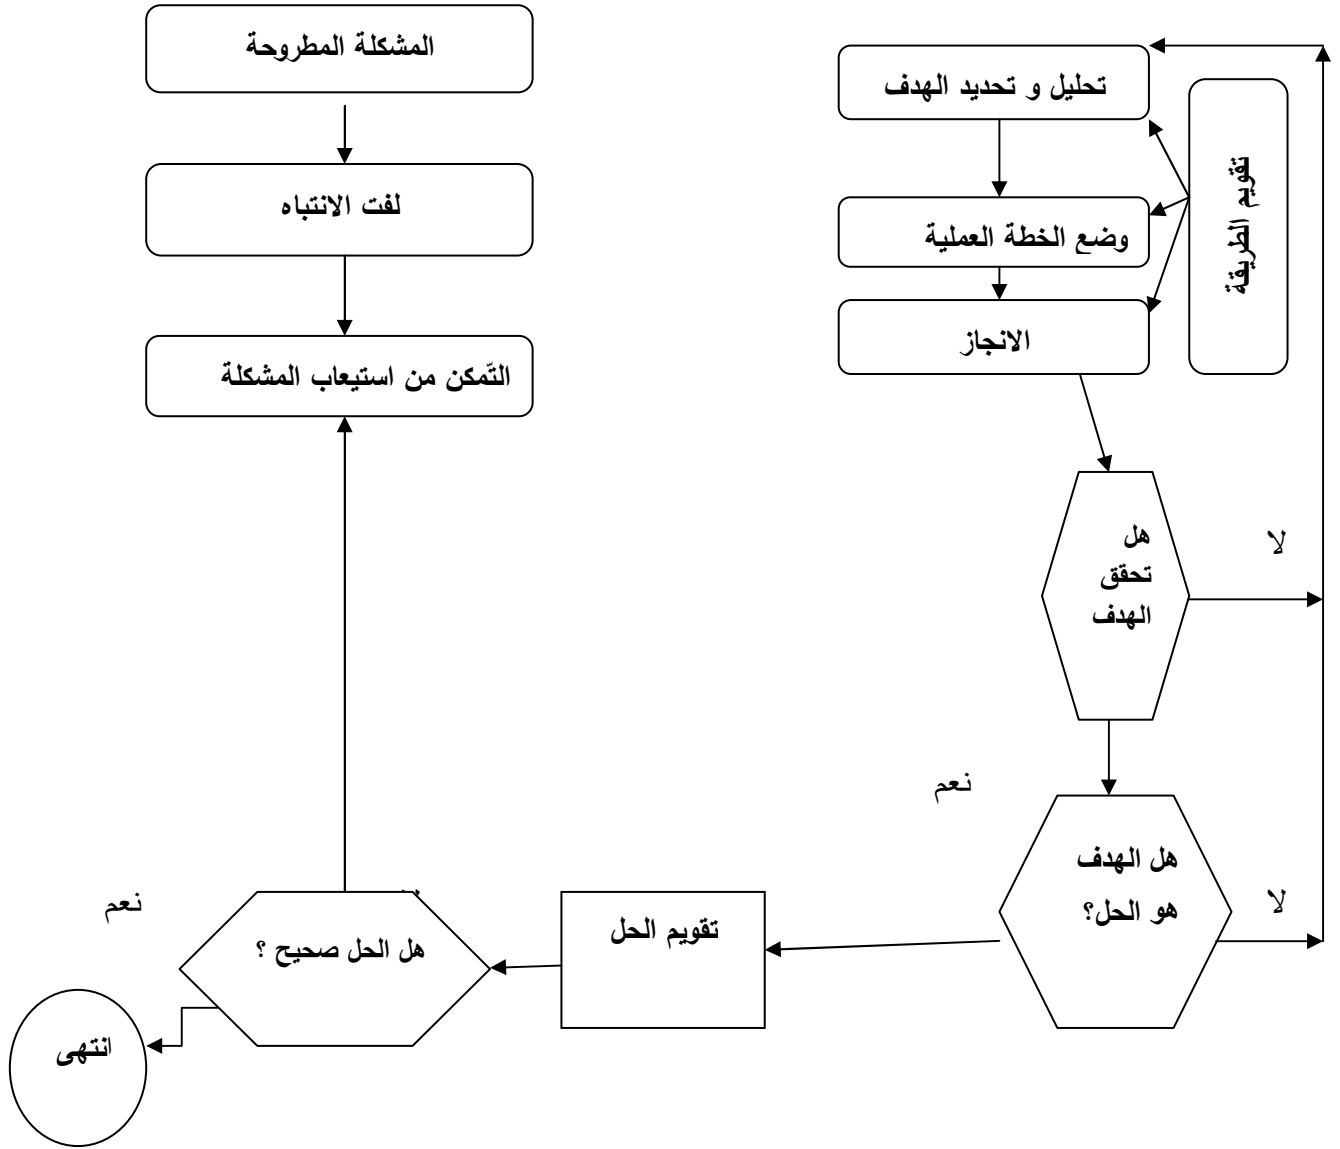 المشكلة المطروحة
لفت الانتباه
التّمكن من استيعاب المشكلة
تحليل و تحديد الهدف
وضع الخطة العملية
الانجاز
تقويم الطريقة
هل
تحقق
الهدف
لا
نعم
هل الهدف
هو الحل؟
لا
تقويم الحل
هل الحل صحيح ؟
نعم
انتهى